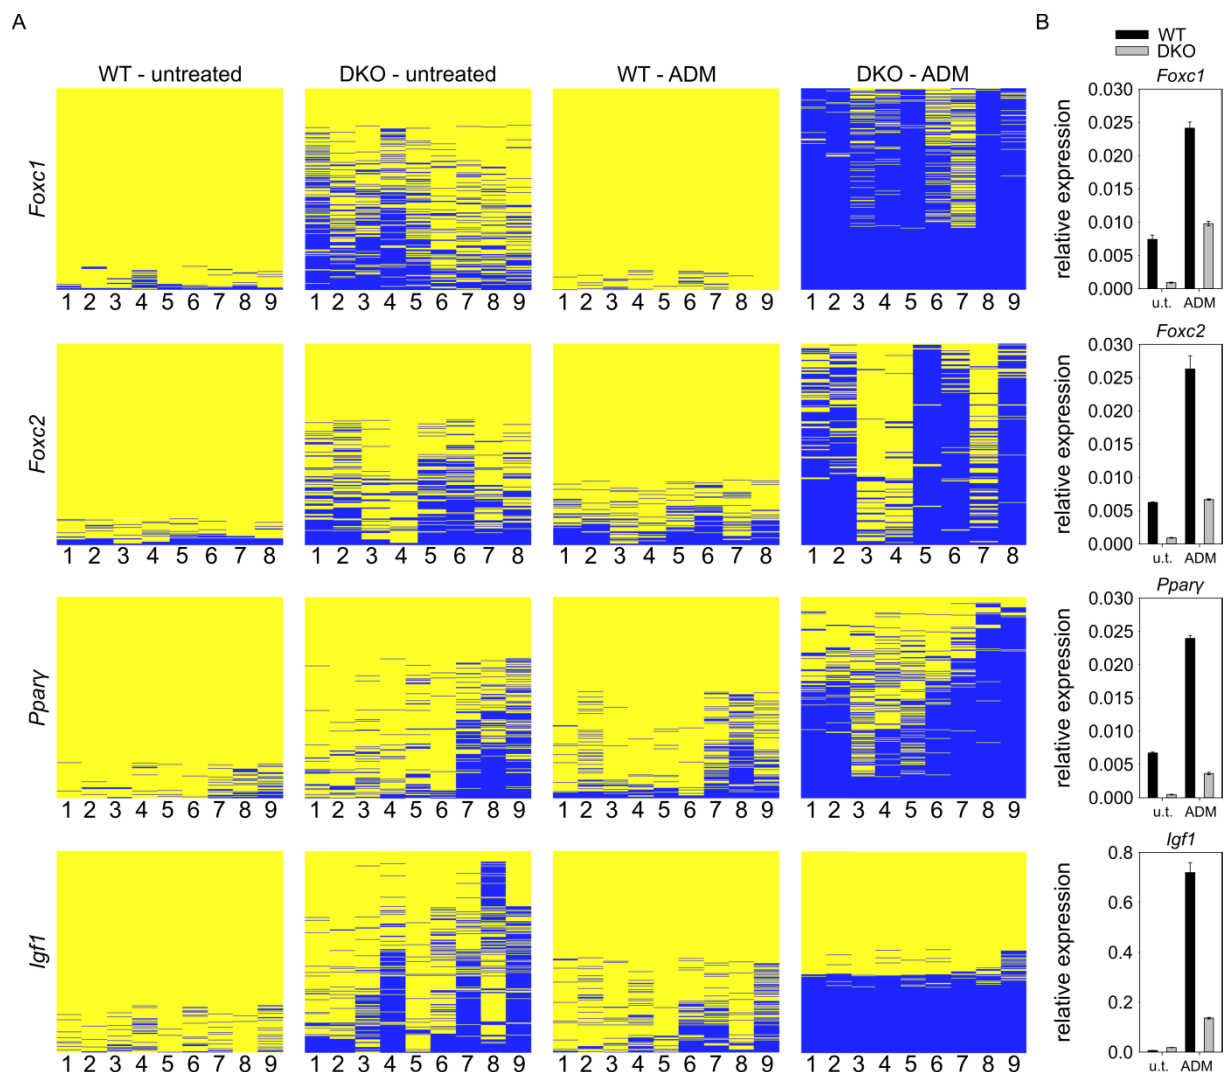 A
B
WT
DKO
WT - untreated
DKO - untreated
WT - ADM
DKO - ADM
Foxc1
1 2 3 4 5 6 7 8 9
1 2 3 4 5 6 7 8 9
1 2 3 4 5 6 7 8 9
1 2 3 4 5 6 7 8 9
Foxc1
relative expression
0.030
0.025
0.020
0.015
0.010
0.005
0.000
u.t. ADM
Foxc2
1 2 3 4 5 6 7 8
1 2 3 4 5 6 7 8
1 2 3 4 5 6 7 8
1 2 3 4 5 6 7 8
Foxc2
relative expression
0.030
0.025
0.020
0.015
0.010
0.005
0.000
u.t. ADM
Pparγ
1 2 3 4 5 6 7 8 9
1 2 3 4 5 6 7 8 9
1 2 3 4 5 6 7 8 9
1 2 3 4 5 6 7 8 9
Pparγ
relative expression
0.030
0.025
0.020
0.015
0.010
0.005
0.000
u.t. ADM
Igf1
1 2 3 4 5 6 7 8 9
1 2 3 4 5 6 7 8 9
1 2 3 4 5 6 7 8 9
1 2 3 4 5 6 7 8 9
Igf1
relative expression
0.8
0.6
0.4
0.2
0.0
u.t. ADM